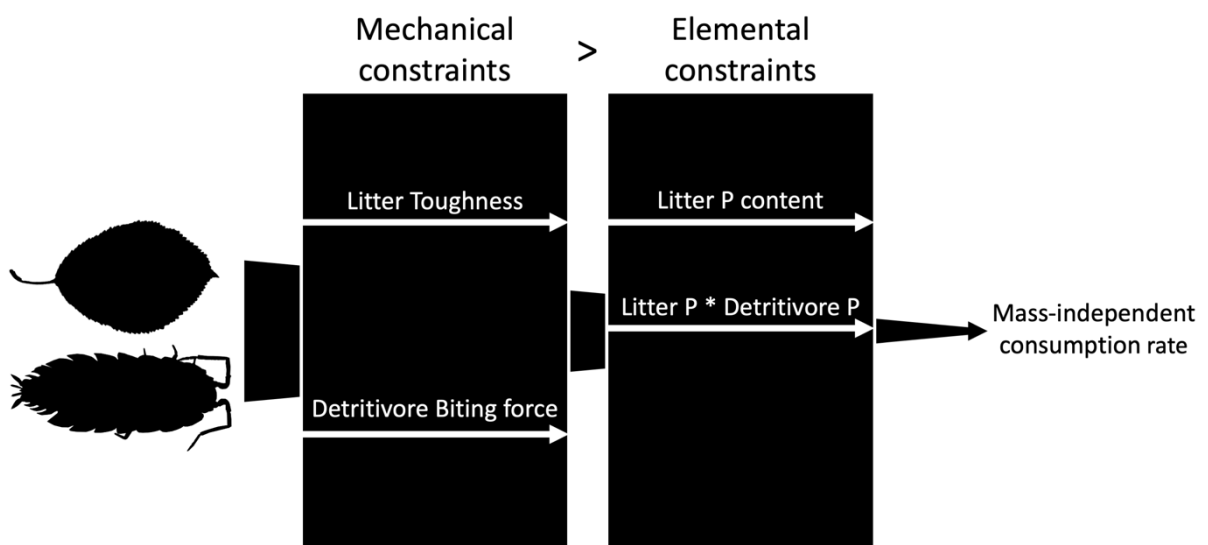 Mechanical
constraints
>
Elemental
constraints
Litter Toughness
Litter P content
Litter P * Detritivore P
Mass-independent
consumption rate
Detritivore Biting force